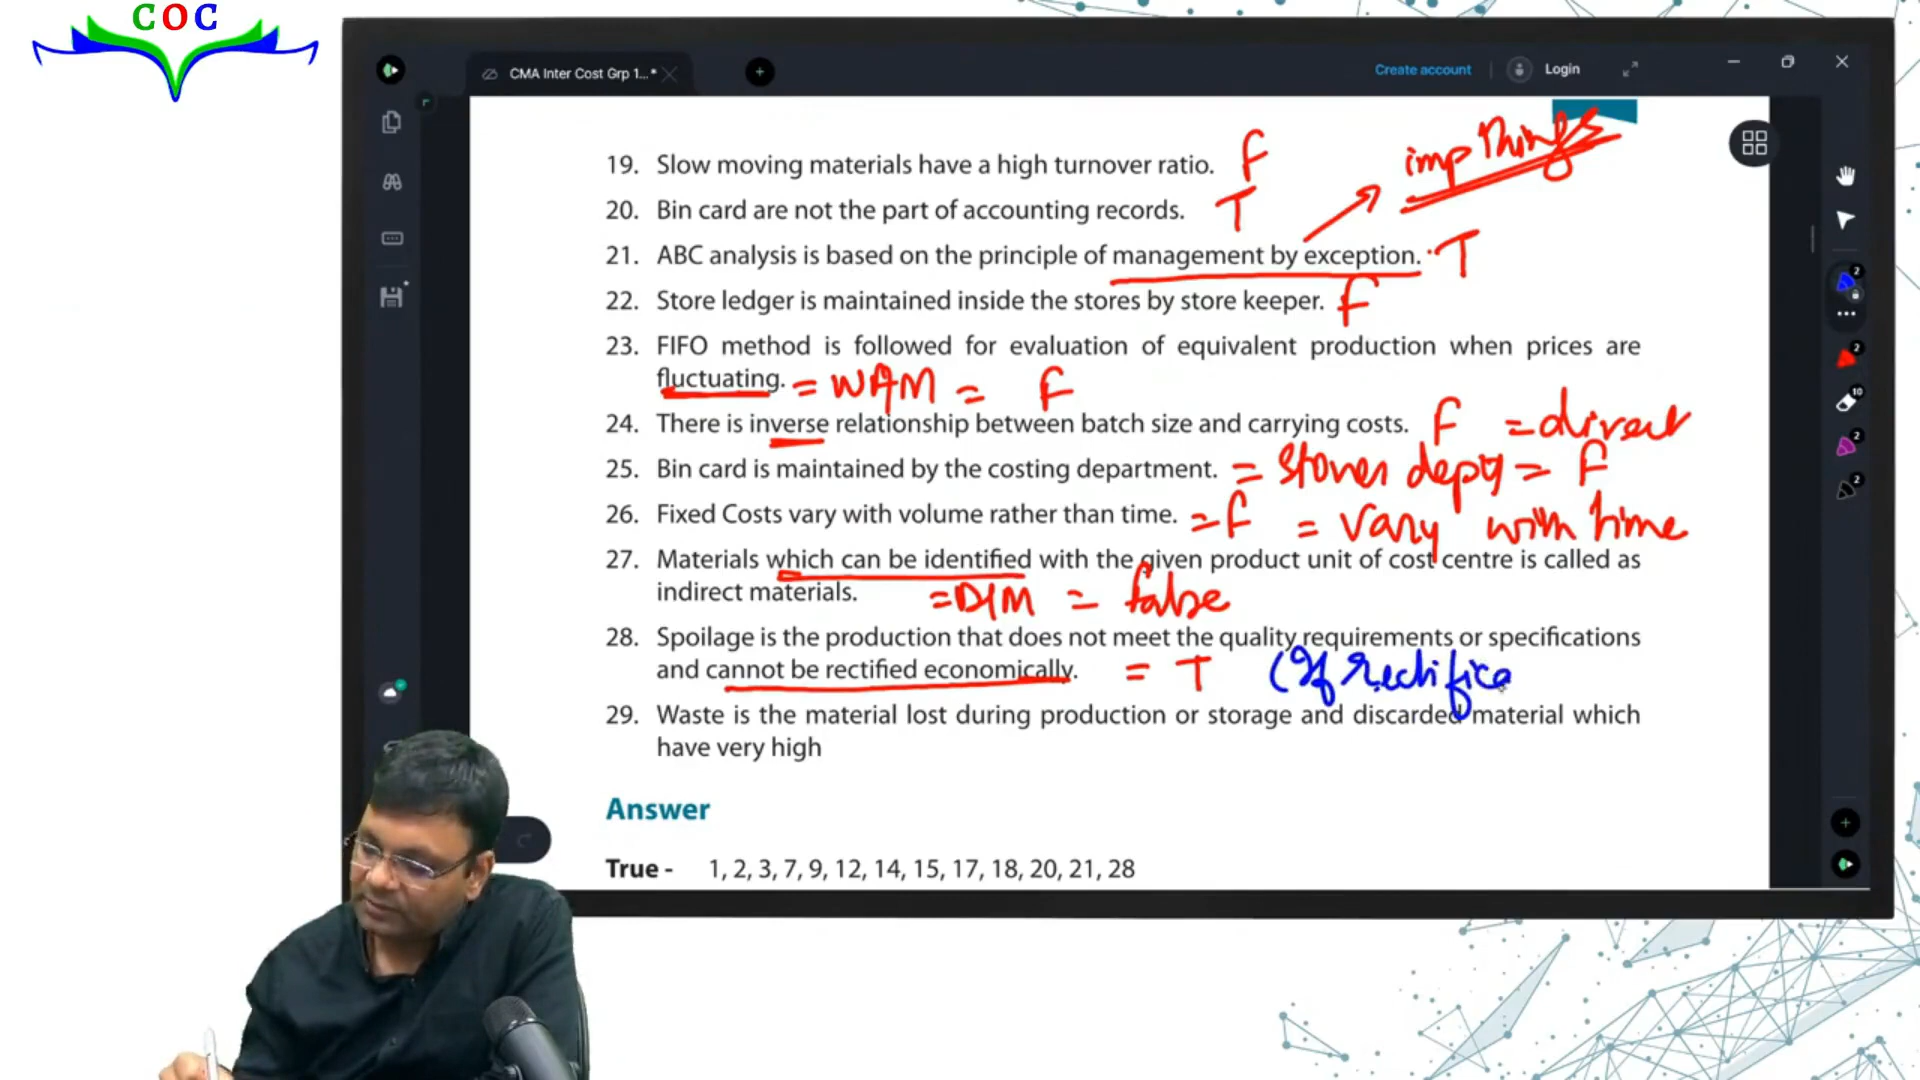 COC
CMA Inter Cost Grp 1...*
Create account
Login
imp things
19. Slow moving materials have a high turnover ratio. F
20. Bin card are not the part of accounting records. T
21. ABC analysis is based on the principle of management by exception. T
22. Store ledger is maintained inside the stores by store keeper. F
23. FIFO method is followed for evaluation of equivalent production when prices are
fluctuating. = WAM = F
24. There is inverse relationship between batch size and carrying costs. F = direct
25. Bin card is maintained by the costing department. = Stores dept = F
26. Fixed Costs vary with volume rather than time. = F = vary with time
27. Materials which can be identified with the given product unit of cost centre is called as
indirect materials. = DIM = false
28. Spoilage is the production that does not meet the quality requirements or specifications
and cannot be rectified economically. = T (If rectifica
29. Waste is the material lost during production or storage and discarded material which
have very high
Answer
True - 1, 2, 3, 7, 9, 12, 14, 15, 17, 18, 20, 21, 28
2
2
10
2
2